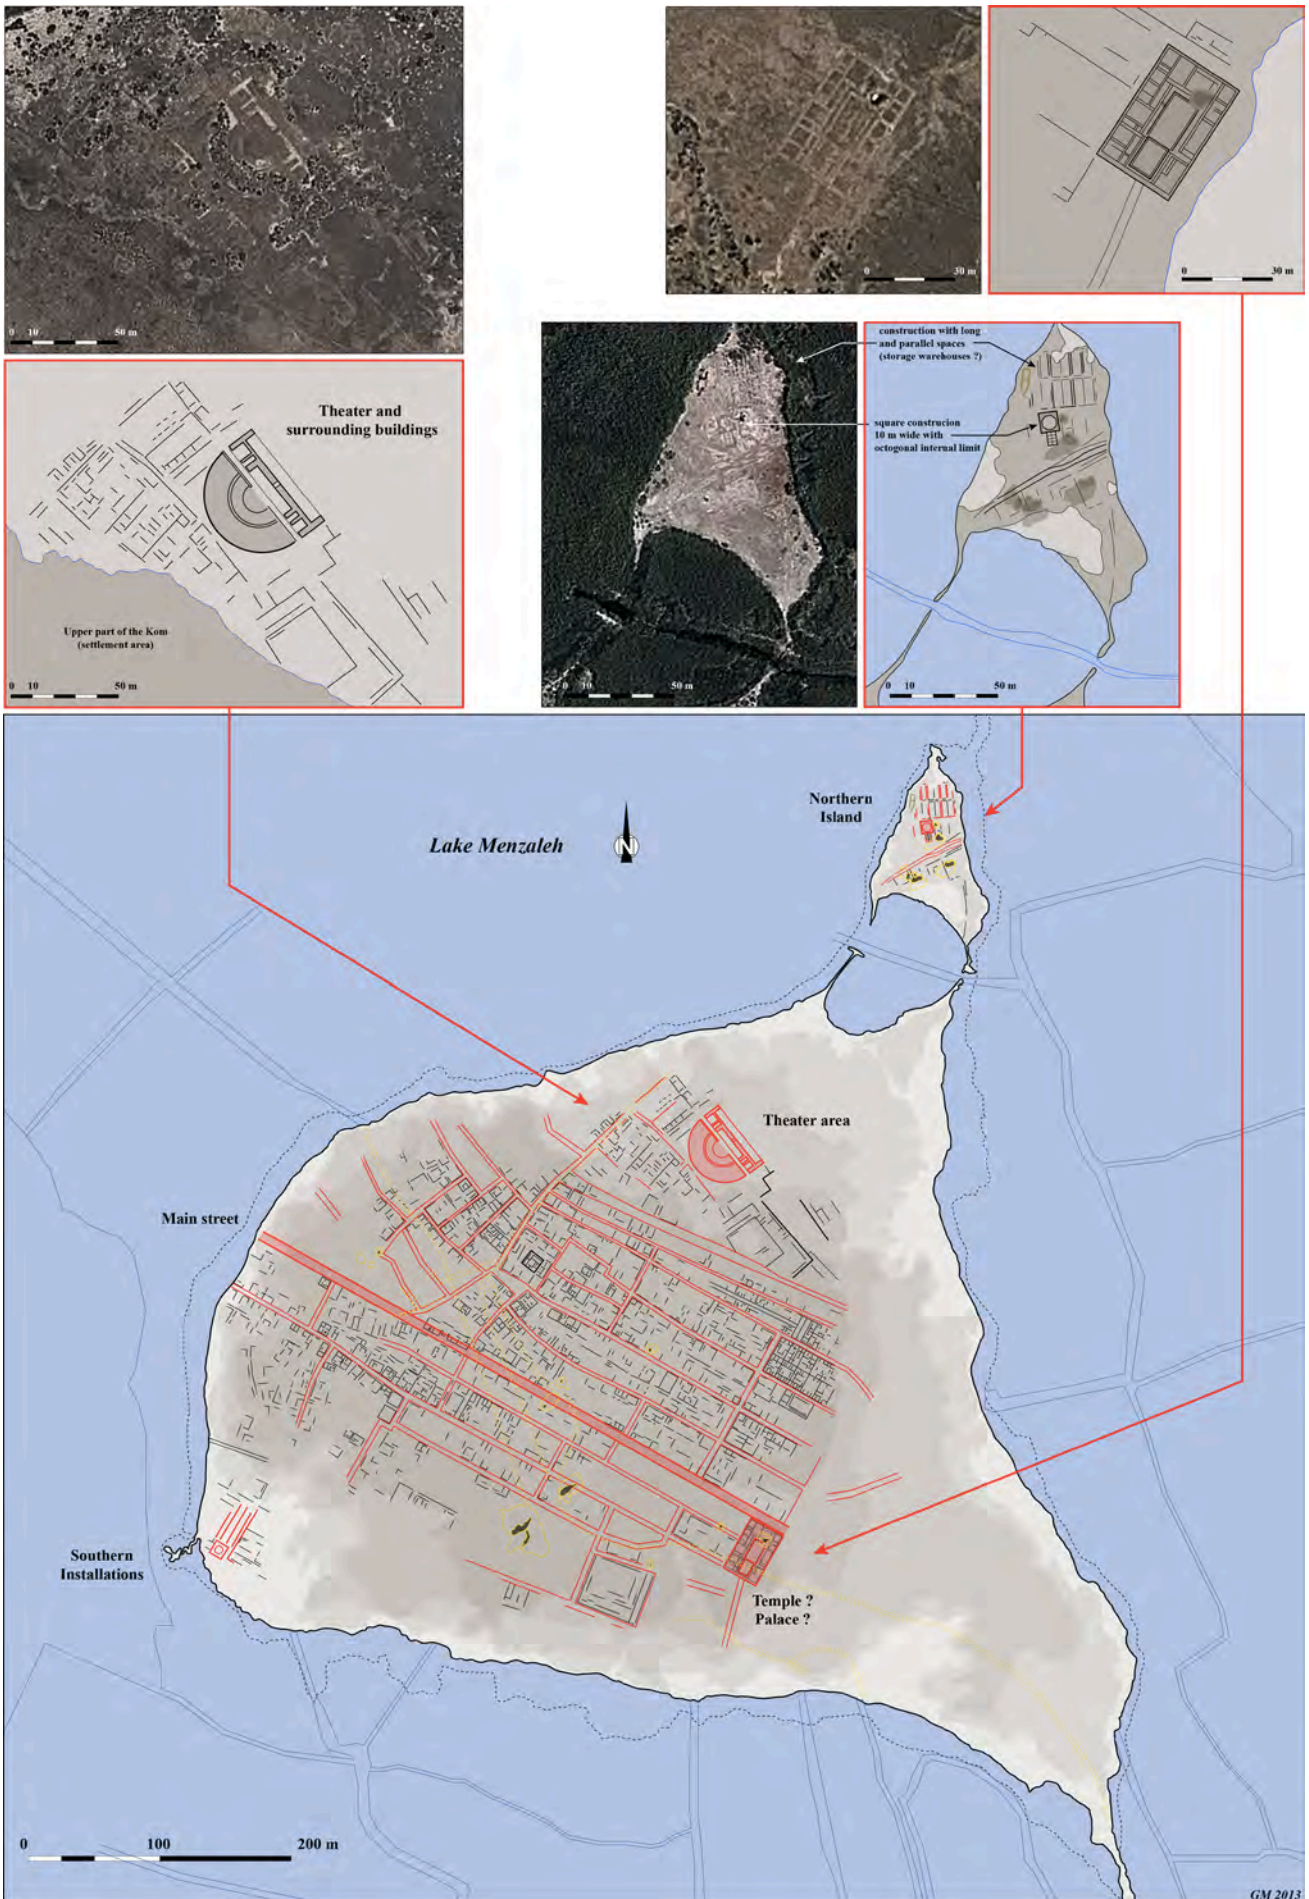 0 10 50 m
0 30 m
0 30 m
Theater and
surrounding buildings
Upper part of the Kom
(settlement area)
0 10 50 m
construction with long
and parallel spaces
(storage warehouses ?)
square construcion
10 m wide with
octogonal internal limit
0 10 50 m
0 10 50 m
Northern
Island
Lake Menzaleh
N
Theater area
Main street
Southern
Installations
Temple ?
Palace ?
0 100 200 m
GM 2013